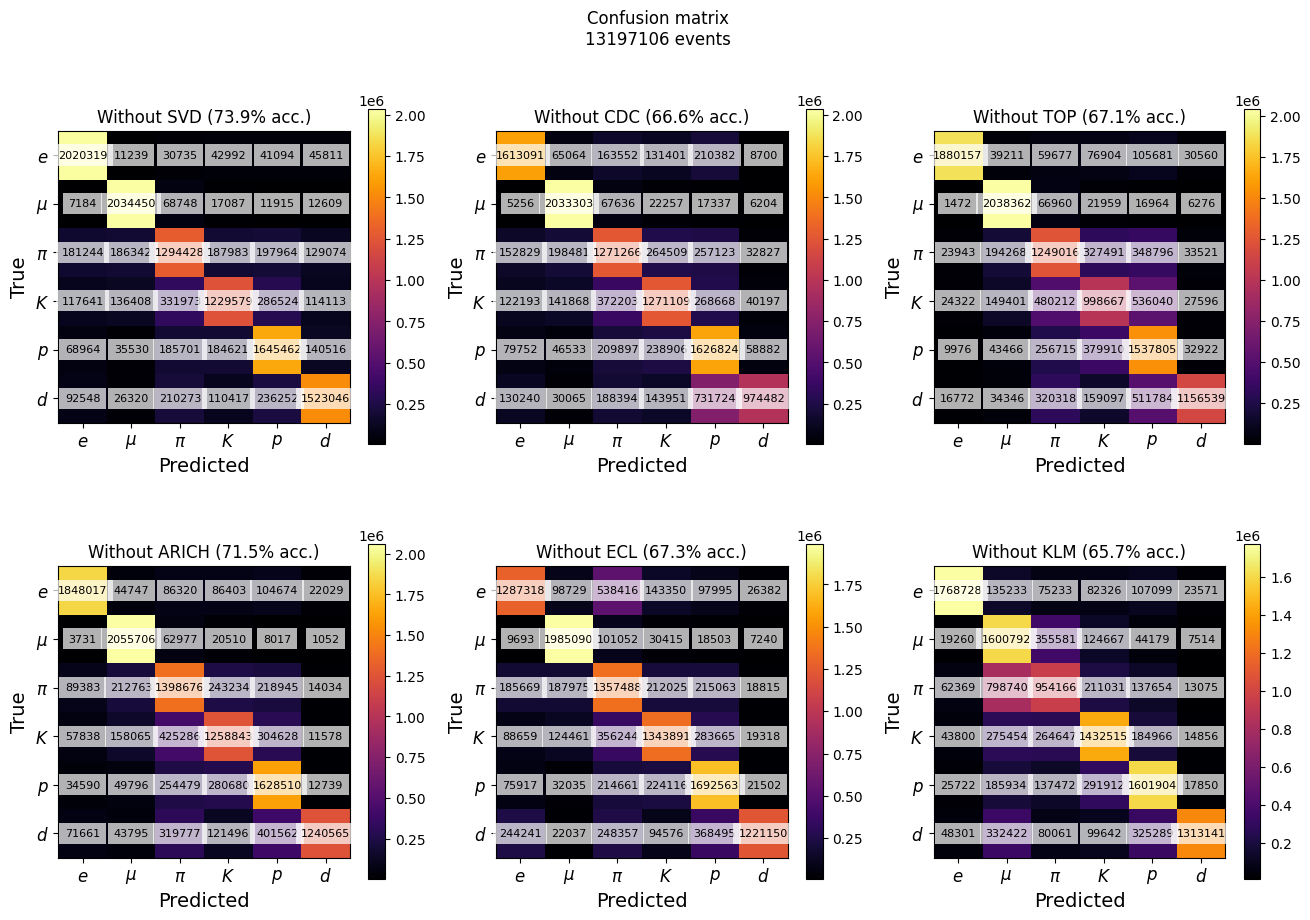 Confusion matrix
13197106 events
Without SVD (73.9% acc.)
1e6
e 2020319 11239 30735 42992 41094 45811
μ 7184 2034450 68748 17087 11915 12609
π 181244 186342 1294428 187983 197964 129074
K 117641 136408 331973 1229579 286524 114113
p 68964 35530 185701 184621 1645462 140516
d 92548 26320 210273 110417 236252 1523046
e μ π K p d
Predicted
True
2.00
1.75
1.50
1.25
1.00
0.75
0.50
0.25
Without CDC (66.6% acc.)
1e6
e 1613091 65064 163552 131401 210382 8700
μ 5256 2033303 67636 22257 17337 6204
π 152829 198481 1271266 264509 257123 32827
K 122193 141868 372203 1271109 268668 40197
p 79752 46533 209897 238906 1626824 58882
d 130240 30065 188394 143951 731724 974482
e μ π K p d
Predicted
True
2.00
1.75
1.50
1.25
1.00
0.75
0.50
0.25
Without TOP (67.1% acc.)
1e6
e 1880157 39211 59677 76904 105681 30560
μ 1472 2038362 66960 21959 16964 6276
π 23943 194268 1249016 327491 348796 33521
K 24322 149401 480212 998667 536040 27596
p 9976 43466 256715 379910 1537805 32922
d 16772 34346 320318 159097 511784 1156539
e μ π K p d
Predicted
True
2.00
1.75
1.50
1.25
1.00
0.75
0.50
0.25
Without ARICH (71.5% acc.)
1e6
e 1848017 44747 86320 86403 104674 22029
μ 3731 2055706 62977 20510 8017 1052
π 89383 212763 1398676 243234 218945 14034
K 57838 158065 425286 1258843 304628 11578
p 34590 49796 254479 280680 1628510 12739
d 71661 43795 319777 121496 401562 1240565
e μ π K p d
Predicted
True
2.00
1.75
1.50
1.25
1.00
0.75
0.50
0.25
Without ECL (67.3% acc.)
1e6
e 1287318 98729 538416 143350 97995 26382
μ 9693 1985090 101052 30415 18503 7240
π 185669 187975 1357488 212025 215063 18815
K 88659 124461 356244 1343891 283665 19318
p 75917 32035 214661 224116 1692563 21502
d 244241 22037 248357 94576 368495 1221150
e μ π K p d
Predicted
True
1.75
1.50
1.25
1.00
0.75
0.50
0.25
Without KLM (65.7% acc.)
1e6
e 1768728 135233 75233 82326 107099 23571
μ 19260 1600792 355581 124667 44179 7514
π 62369 798740 954166 211031 137654 13075
K 43800 275454 264647 1432515 184966 14856
p 25722 185934 137472 291912 1601904 17850
d 48301 332422 80061 99642 325289 1313141
e μ π K p d
Predicted
True
1.6
1.4
1.2
1.0
0.8
0.6
0.4
0.2